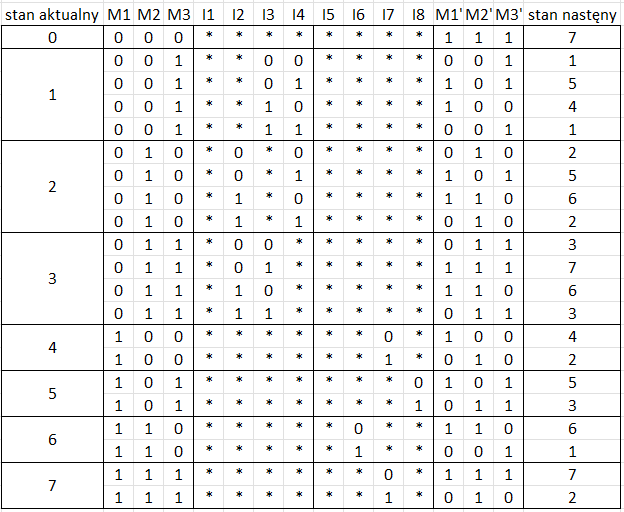 stan aktualny M1 M2 M3 I1 I2 I3 I4 I5 I6 I7 I8 M1' M2' M3' stan następny
0 0 0 0 * * * * * * * * 1 1 1 7
1 0 0 1 * * 0 0 * * * * 0 0 1 1
0 0 1 * * 0 1 * * * * 1 0 1 5
0 0 1 * * 1 0 * * * * 1 0 0 4
0 0 1 * * 1 1 * * * * 0 0 1 1
2 0 1 0 * 0 * 0 * * * * 0 1 0 2
0 1 0 * 0 * 1 * * * * 1 0 1 5
0 1 0 * 1 * 0 * * * * 1 1 0 6
0 1 0 * 1 * 1 * * * * 0 1 0 2
3 0 1 1 * 0 0 * * * * * 0 1 1 3
0 1 1 * 0 1 * * * * * 1 1 1 7
0 1 1 * 1 0 * * * * * 1 1 0 6
0 1 1 * 1 1 * * * * * 0 1 1 3
4 1 0 0 * * * * * * 0 * 1 0 0 4
1 0 0 * * * * * * 1 * 0 1 0 2
5 1 0 1 * * * * * * * 0 1 0 1 5
1 0 1 * * * * * * * 1 0 1 1 3
6 1 1 0 * * * * * 0 * * 1 1 0 6
1 1 0 * * * * * 1 * * 0 0 1 1
7 1 1 1 * * * * * * 0 * 1 1 1 7
1 1 1 * * * * * * 1 * 0 1 0 2